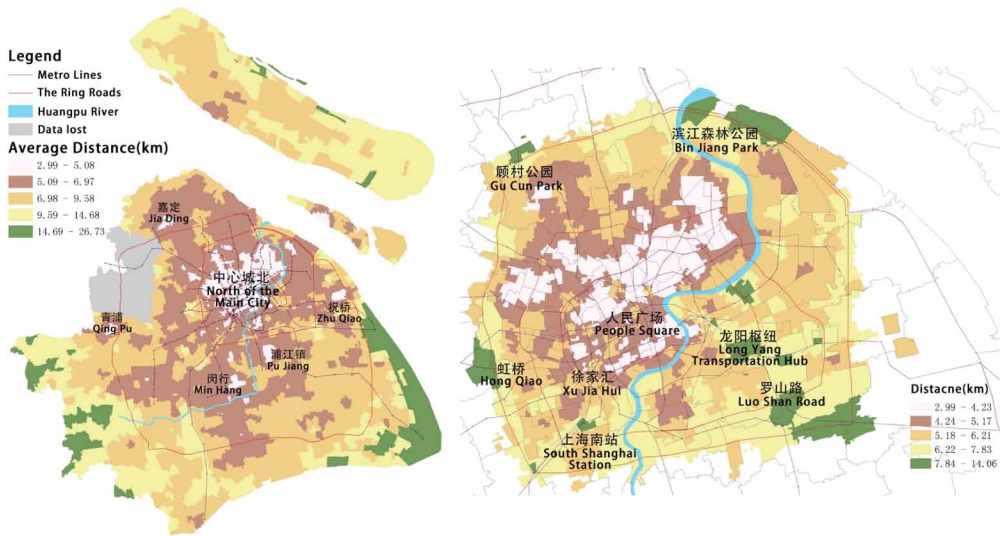 Legend
Metro Lines
The Ring Roads
Huangpu River
Data lost
Average Distance(km)
2.99 - 5.08
5.09 - 6.97
6.98 - 9.58
9.59 - 14.68
14.69 - 26.73
嘉定
Jia Ding
中心城北
North of the
Main City
青浦
Qing Pu
祝桥
Zhu Qiao
浦江镇
Pu Jiang
闵行
Min Hang
滨江森林公园
Bin Jiang Park
顾村公园
Gu Cun Park
人民广场
People Square
龙阳枢纽
Long Yang
Transportation Hub
虹桥
Hong Qiao
徐家汇
Xu Jia Hui
罗山路
Luo Shan Road
上海南站
South Shanghai
Station
Distacne(km)
2.99 - 4.23
4.24 - 5.17
5.18 - 6.21
6.22 - 7.83
7.84 - 14.06